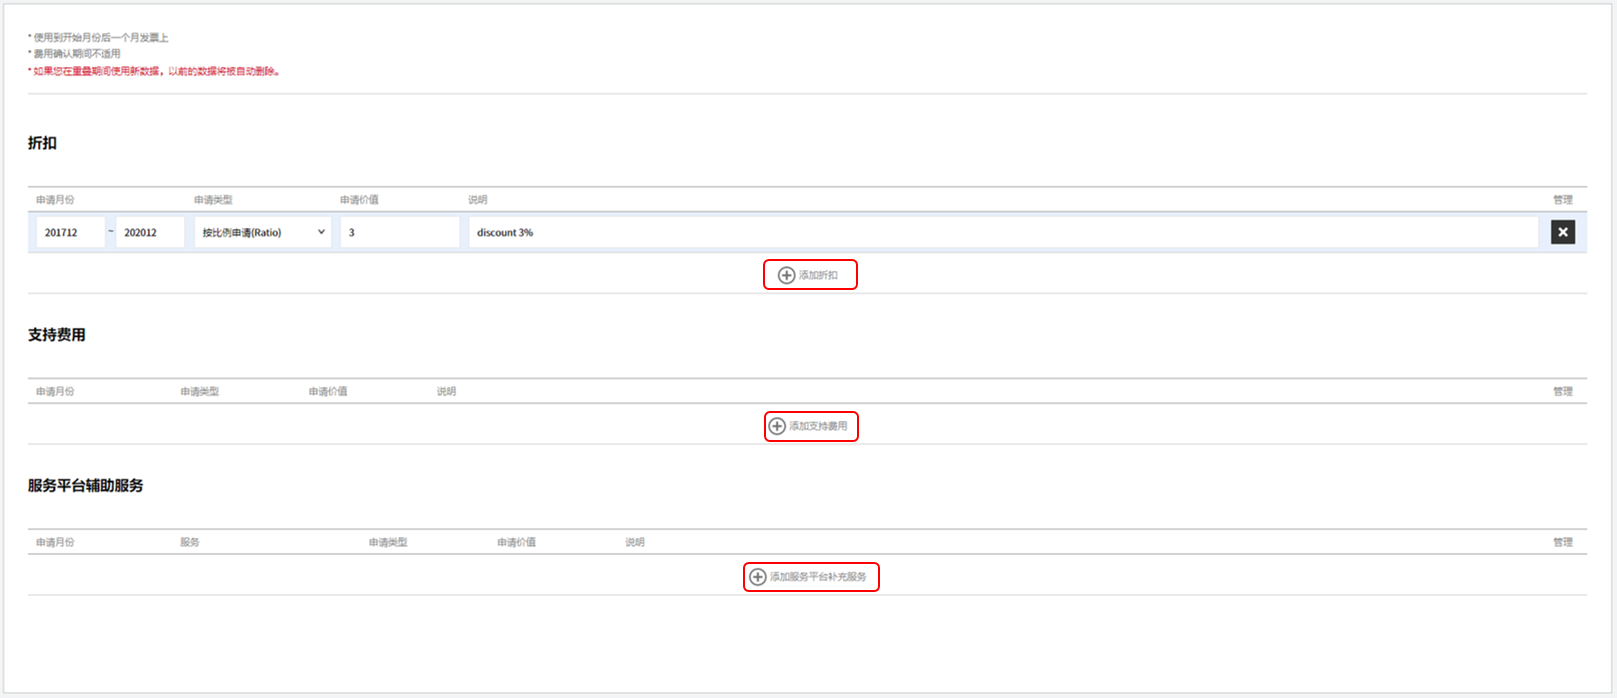 * 使用到开始月份后一个月发票上
* 费用确认期间不适用
* 如果您在重叠期间使用新数据，以前的数据将被自动删除。
折扣
申请月份 申请类型 申请价值 说明 管理
201712 ~ 202012 按比例申请(Ratio) 3 discount 3%
添加折扣
支持费用
申请月份 申请类型 申请价值 说明 管理
添加支持费用
服务平台辅助服务
申请月份 服务 申请类型 申请价值 说明 管理
添加服务平台补充服务